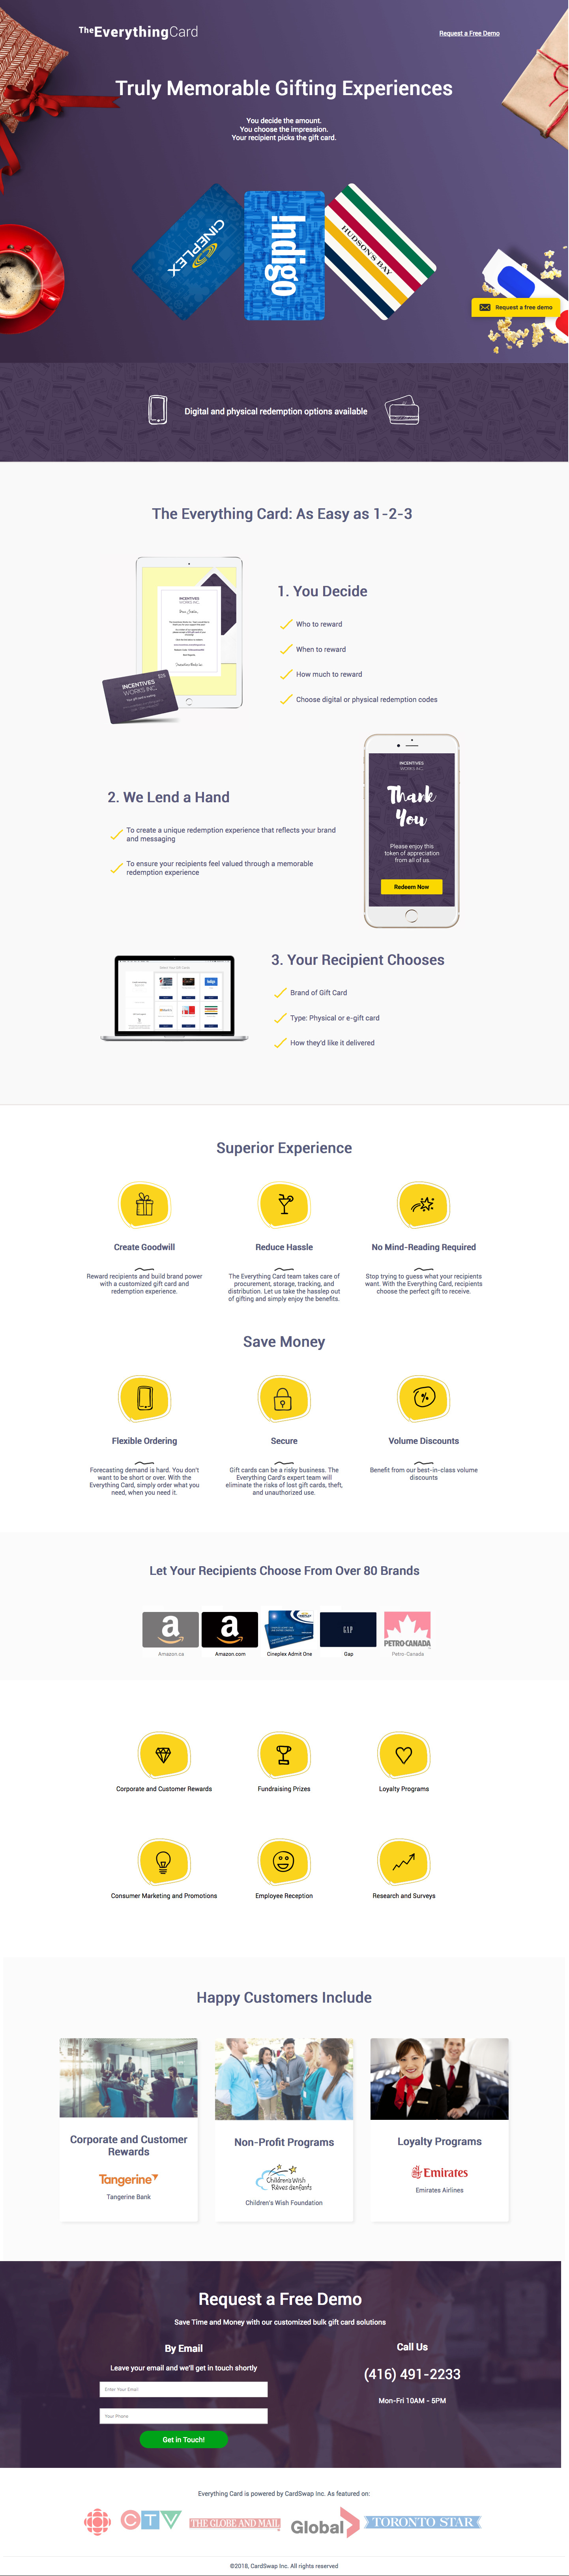 TheEverythingCard
Request a Free Demo
Truly Memorable Gifting Experiences
You decide the amount.
You choose the impression.
Your recipient picks the gift card.
CINEPLEX
indigo
HUDSON'S BAY
Request a free demo
Digital and physical redemption options available
The Everything Card: As Easy as 1-2-3
INCENTIVES
WORKS INC.
INCENTIVES
WORKS INC.
1. You Decide
Who to reward
When to reward
How much to reward
Choose digital or physical redemption codes
2. We Lend a Hand
To create a unique redemption experience that reflects your brand
and messaging
To ensure your recipients feel valued through a memorable
redemption experience
INCENTIVES
WORKS INC.
Thank
You
Please enjoy this
token of appreciation
from all of us.
Redeem Now
3. Your Recipient Chooses
Brand of Gift Card
Type: Physical or e-gift card
How they'd like it delivered
Superior Experience
Create Goodwill
Reward recipients and build brand power
with a customized gift card and
redemption experience.
Reduce Hassle
The Everything Card team takes care of
procurement, storage, tracking, and
distribution. Let us take the hasslep out
of gifting and simply enjoy the benefits.
No Mind-Reading Required
Stop trying to guess what your recipients
want. With the Everything Card, recipients
choose the perfect gift to receive.
Save Money
Flexible Ordering
Forecasting demand is hard. You don't
want to be short or over. With the
Everything Card, simply order what you
need, when you need it.
Secure
Gift cards can be a risky business. The
Everything Card's expert team will
eliminate the risks of lost gift cards, theft,
and unauthorized use.
Volume Discounts
Benefit from our best-in-class volume
discounts
Let Your Recipients Choose From Over 80 Brands
a
a
GAP
PETRO-CANADA
Amazon.ca
Amazon.com
Cineplex Admit One
Gap
Petro-Canada
Corporate and Customer Rewards
Fundraising Prizes
Loyalty Programs
Consumer Marketing and Promotions
Employee Reception
Research and Surveys
Happy Customers Include
Corporate and Customer
Rewards
Tangerine
Tangerine Bank
Non-Profit Programs
Children's Wish
Rêves d'enfants
Children's Wish Foundation
Loyalty Programs
Emirates
Emirates Airlines
Request a Free Demo
Save Time and Money with our customized bulk gift card solutions
By Email
Leave your email and we'll get in touch shortly
Enter Your Email
Your Phone
Get in Touch!
Call Us
(416) 491-2233
Mon-Fri 10AM - 5PM
Everything Card is powered by CardSwap Inc. As featured on:
CTV
THE GLOBE AND MAIL
Global
TORONTO STAR
©2018, CardSwap Inc. All rights reserved